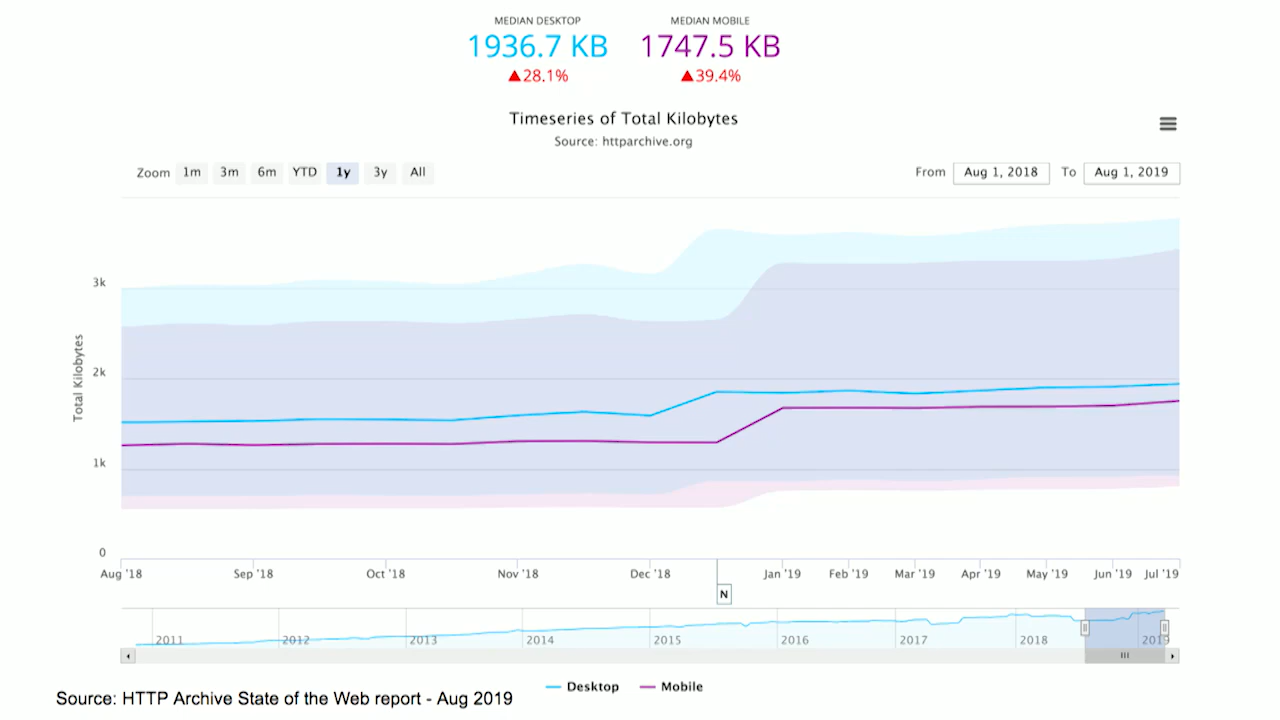 MEDIAN DESKTOP MEDIAN MOBILE
1936.7 KB 1747.5 KB
▲28.1% ▲39.4%
Timeseries of Total Kilobytes
Source: httparchive.org
Zoom 1m 3m 6m YTD 1y 3y All From Aug 1, 2018 To Aug 1, 2019
Total Kilobytes
3k
2k
1k
0
Aug '18 Sep '18 Oct '18 Nov '18 Dec '18 Jan '19 Feb '19 Mar '19 Apr '19 May '19 Jun '19 Jul '19
N
2011 2012 2013 2014 2015 2016 2017 2018 2019
Desktop Mobile
Source: HTTP Archive State of the Web report - Aug 2019